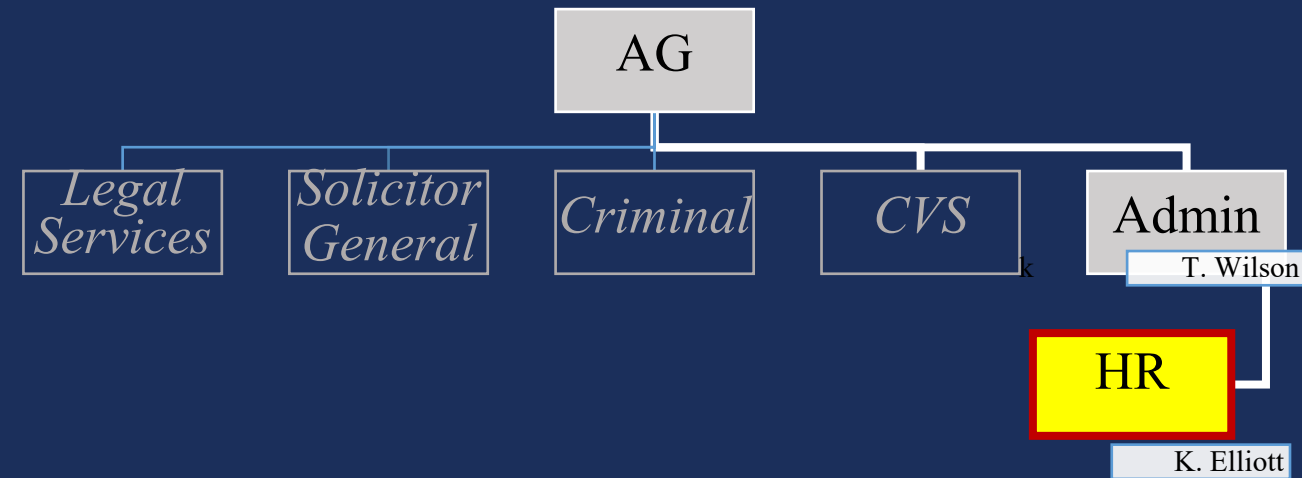 AG
Legal
Services
Solicitor
General
Criminal
CVS
k
Admin
T. Wilson
HR
K. Elliott